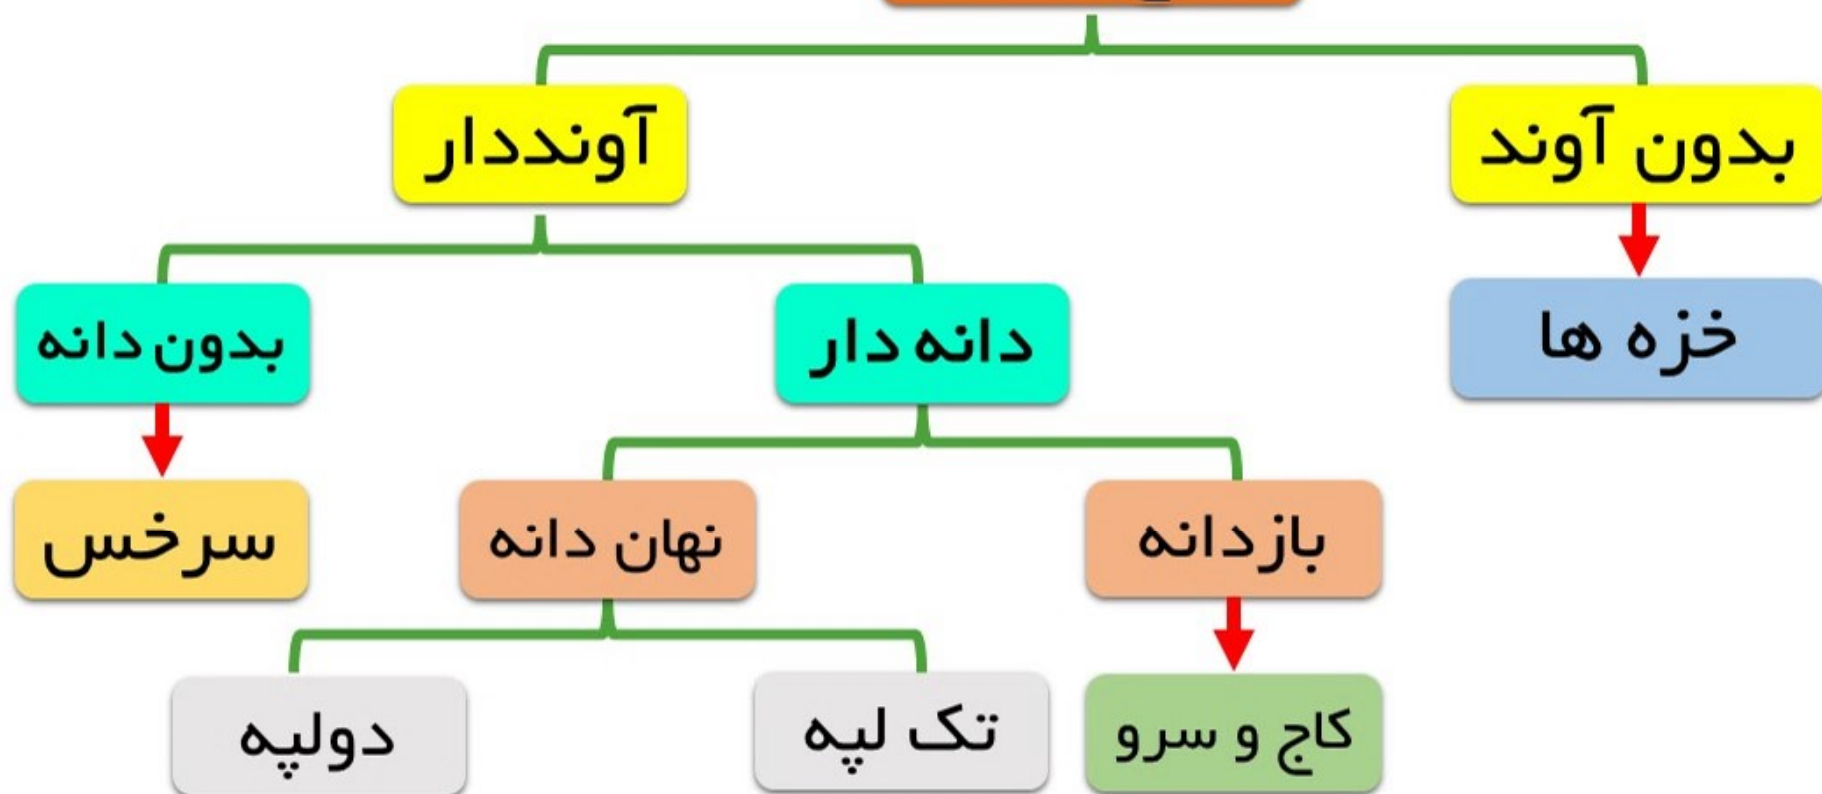 بدون آوند
آونددار
خزه ها
دانه دار
بدون دانه
بازدانه
نهان دانه
سرخس
کاج و سرو
تک لپه
دولپه